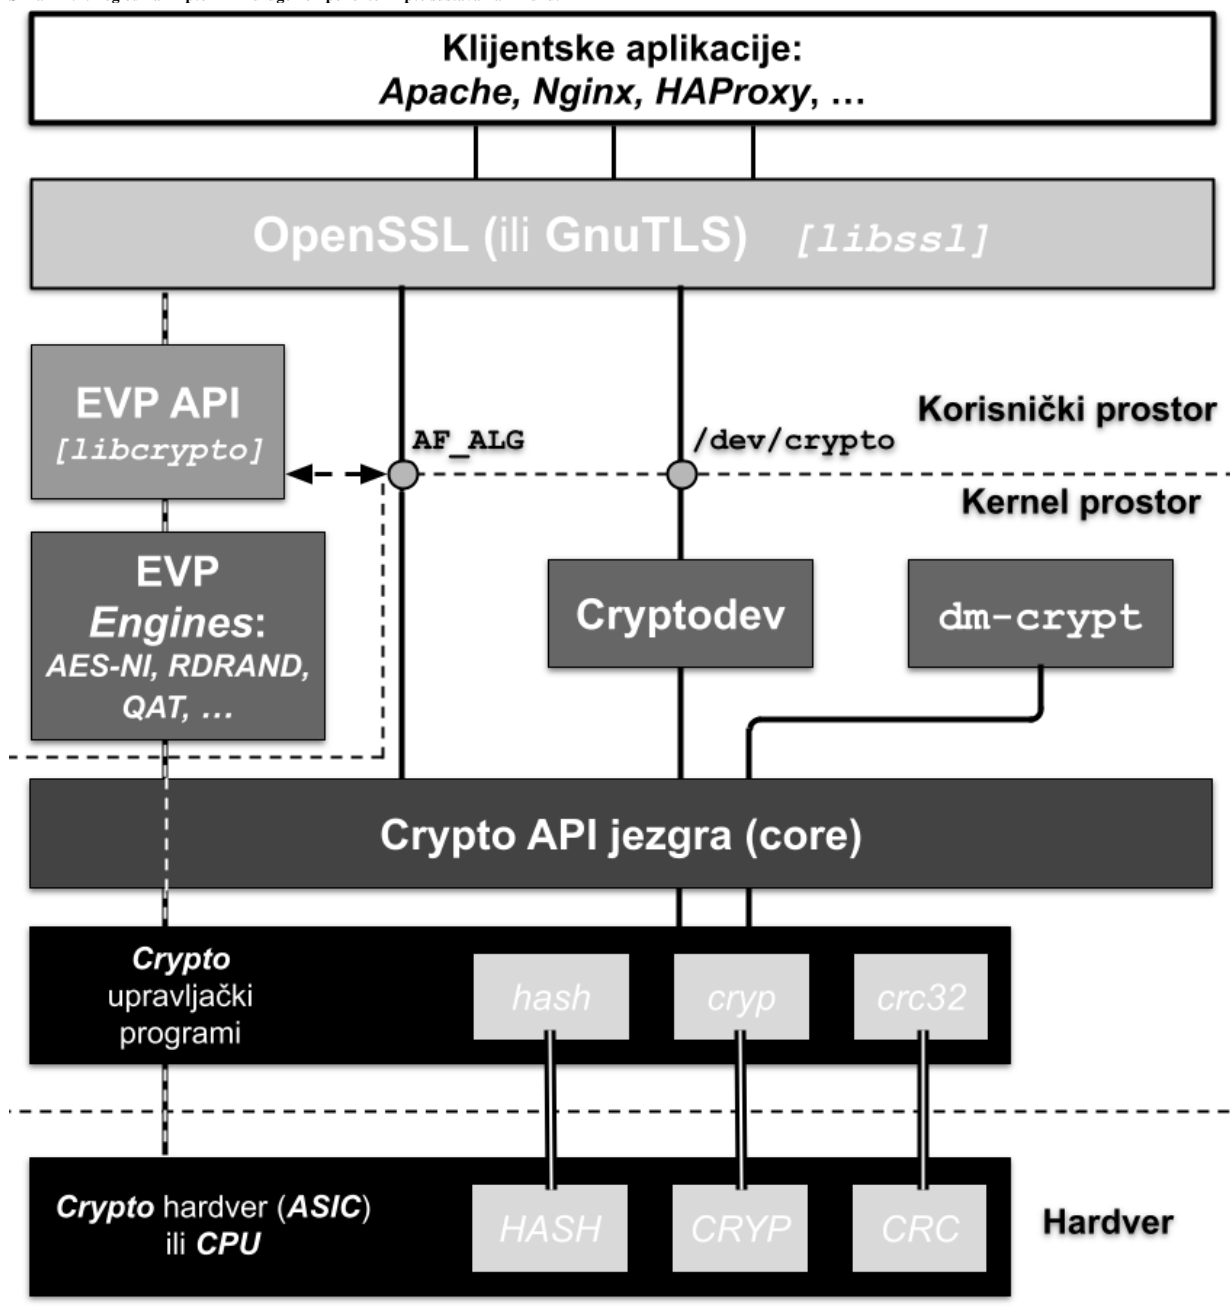 Klijentske aplikacije:
Apache, Nginx, HAProxy, …
OpenSSL (ili GnuTLS) [libssl]
EVP API
[libcrypto]
AF_ALG
/dev/crypto
Korisnički prostor
Kernel prostor
EVP
Engines:
AES-NI, RDRAND,
QAT, …
Cryptodev
dm-crypt
Crypto API jezgra (core)
Crypto
upravljački
programi
hash
cryp
crc32
Crypto hardver (ASIC)
ili CPU
HASH
CRYP
CRC
Hardver